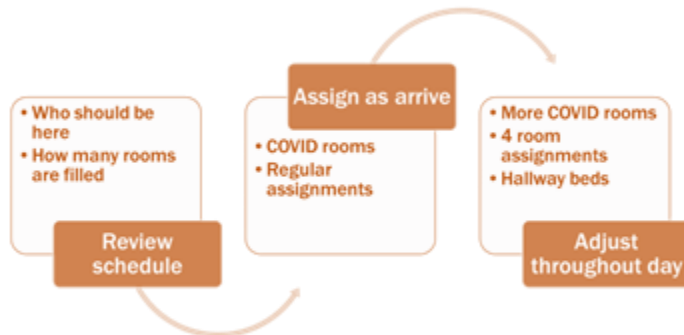 • Who should be
here
• How many rooms
are filled
Review
schedule
Assign as arrive
• COVID rooms
• Regular
assignments
• More COVID rooms
• 4 room
assignments
• Hallway beds
Adjust
throughout day